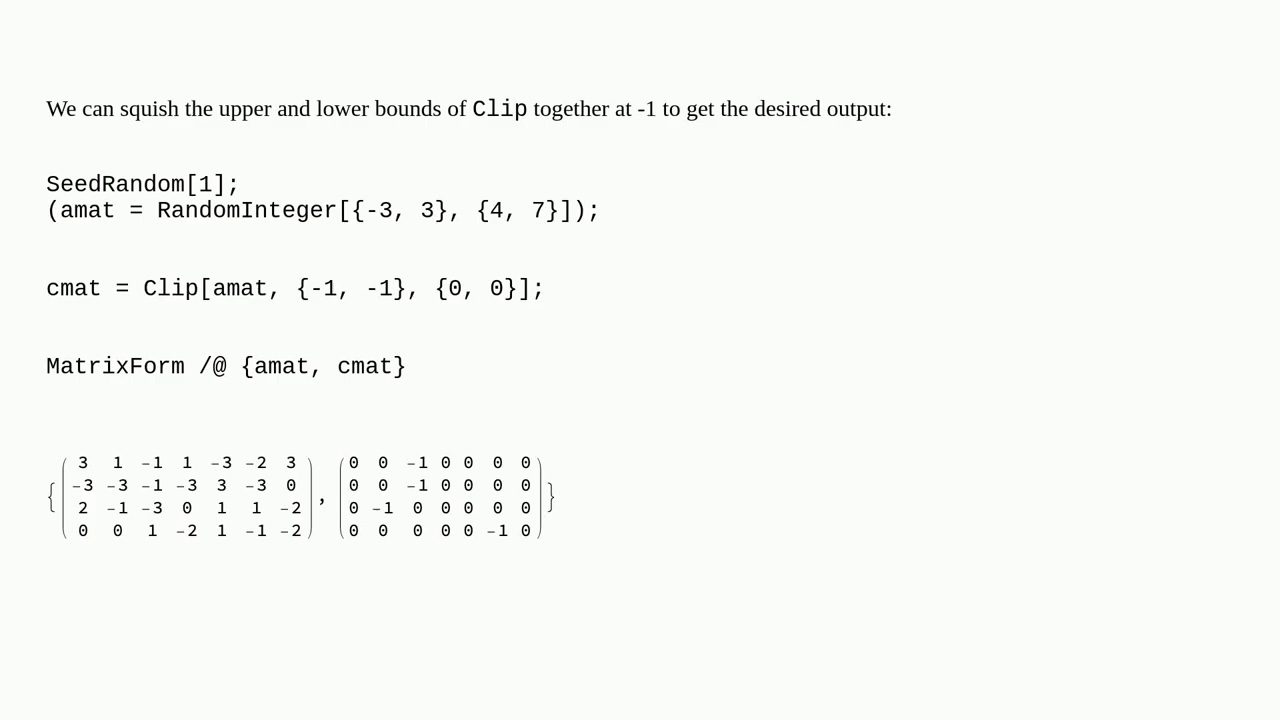 We can squish the upper and lower bounds of Clip together at -1 to get the desired output:
SeedRandom[1];
(amat = RandomInteger[{-3, 3}, {4, 7}]);
cmat = Clip[amat, {-1, -1}, {0, 0}];
MatrixForm /@ {amat, cmat}
{( 3 1 −1 1 −3 −2 3 ), ( 0 0 −1 0 0 0 0 )}
−3 −3 −1 −3 3 −3 0 0 0 −1 0 0 0 0
2 −1 −3 0 1 1 −2 0 −1 0 0 0 0 0
0 0 1 −2 1 −1 −2 0 0 0 0 0 −1 0